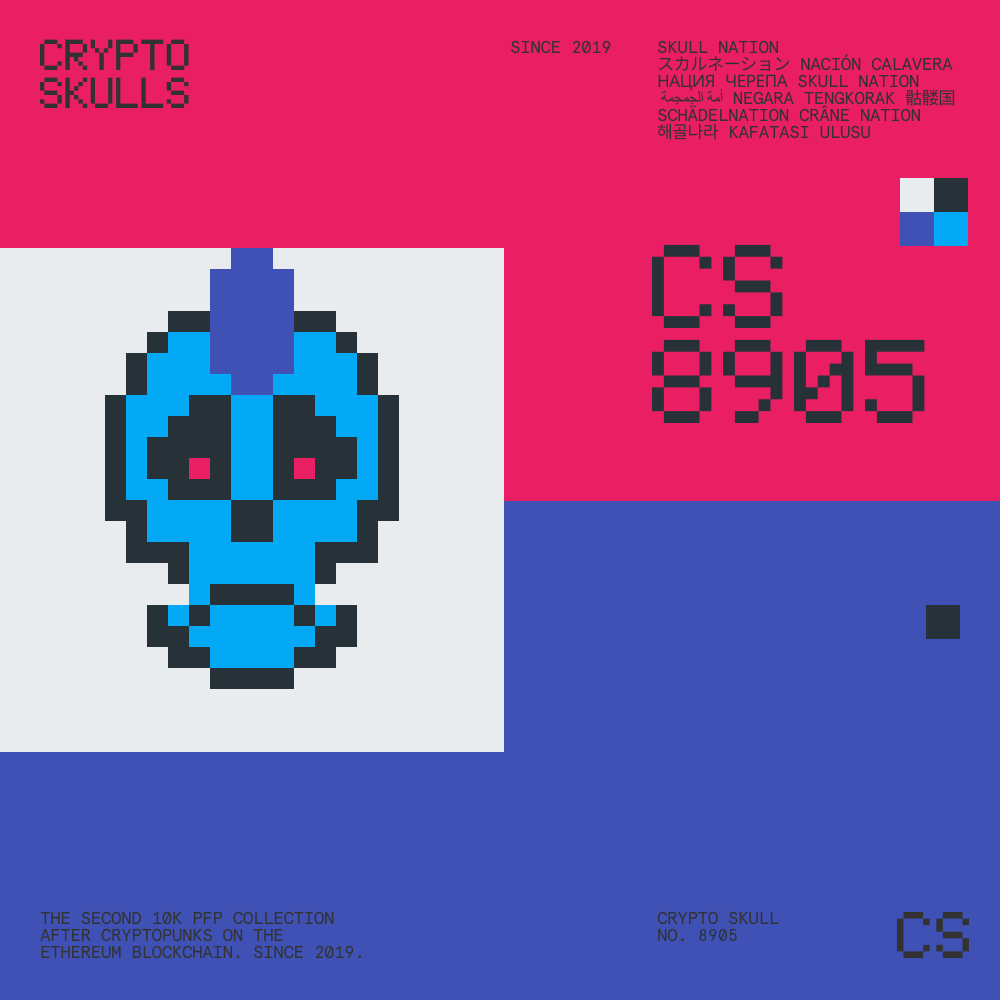 CRYPTO
SKULLS
SINCE 2019
SKULL NATION
スカルネーション NACIÓN CALAVERA
НАЦИЯ ЧЕРЕПА SKULL NATION
أمة الجمجمة NEGARA TENGKORAK 骷髅国
SCHÄDELNATION CRÂNE NATION
해골나라 KAFATASI ULUSU
CS
8905
THE SECOND 10K PFP COLLECTION
AFTER CRYPTOPUNKS ON THE
ETHEREUM BLOCKCHAIN. SINCE 2019.
CRYPTO SKULL
NO. 8905
CS